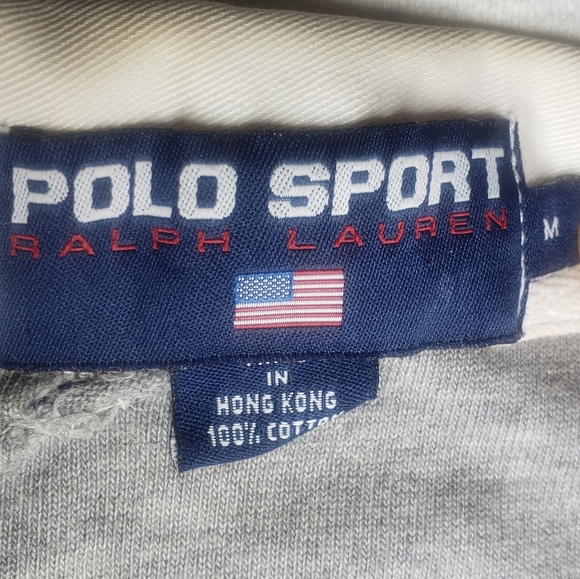 POLO SPORT
RALPH LAUREN
M
IN
HONG KONG
100% COTTO